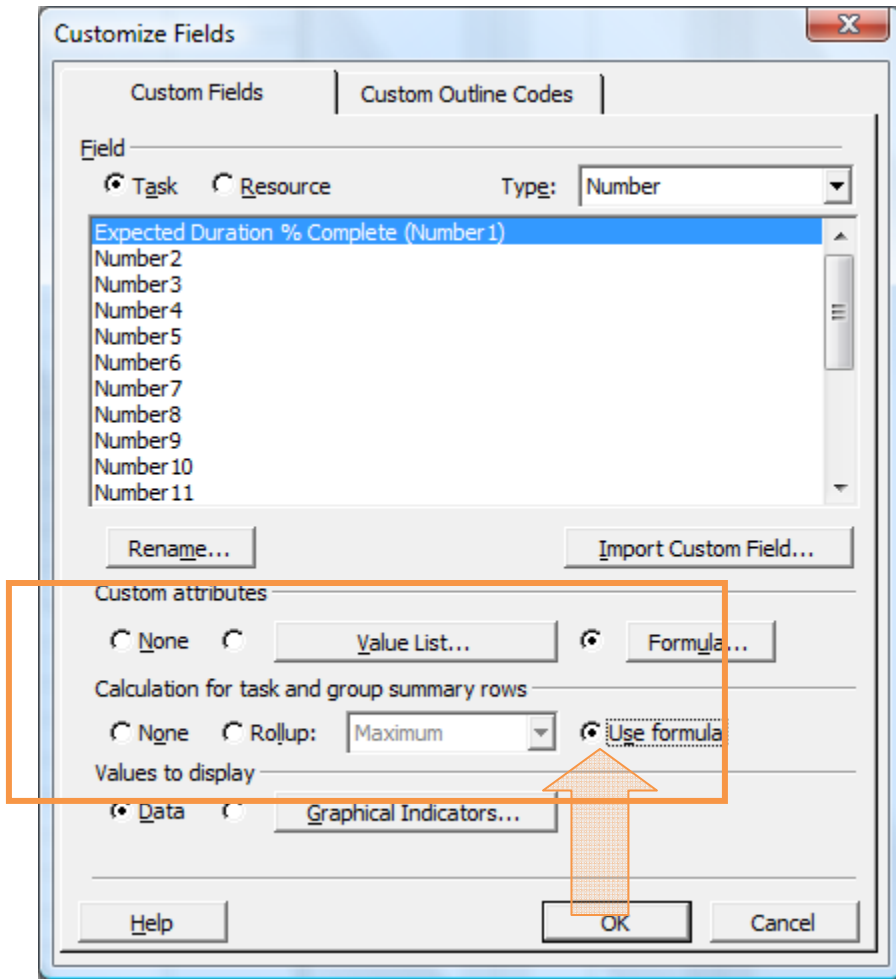 Customize Fields
Custom Fields Custom Outline Codes
Field
Task Resource Type: Number
Expected Duration % Complete (Number1)
Number2
Number3
Number4
Number5
Number6
Number7
Number8
Number9
Number10
Number11
Rename... Import Custom Field...
Custom attributes
None Value List... Formula...
Calculation for task and group summary rows
None Rollup: Maximum Use formula
Values to display
Data Graphical Indicators...
Help OK Cancel